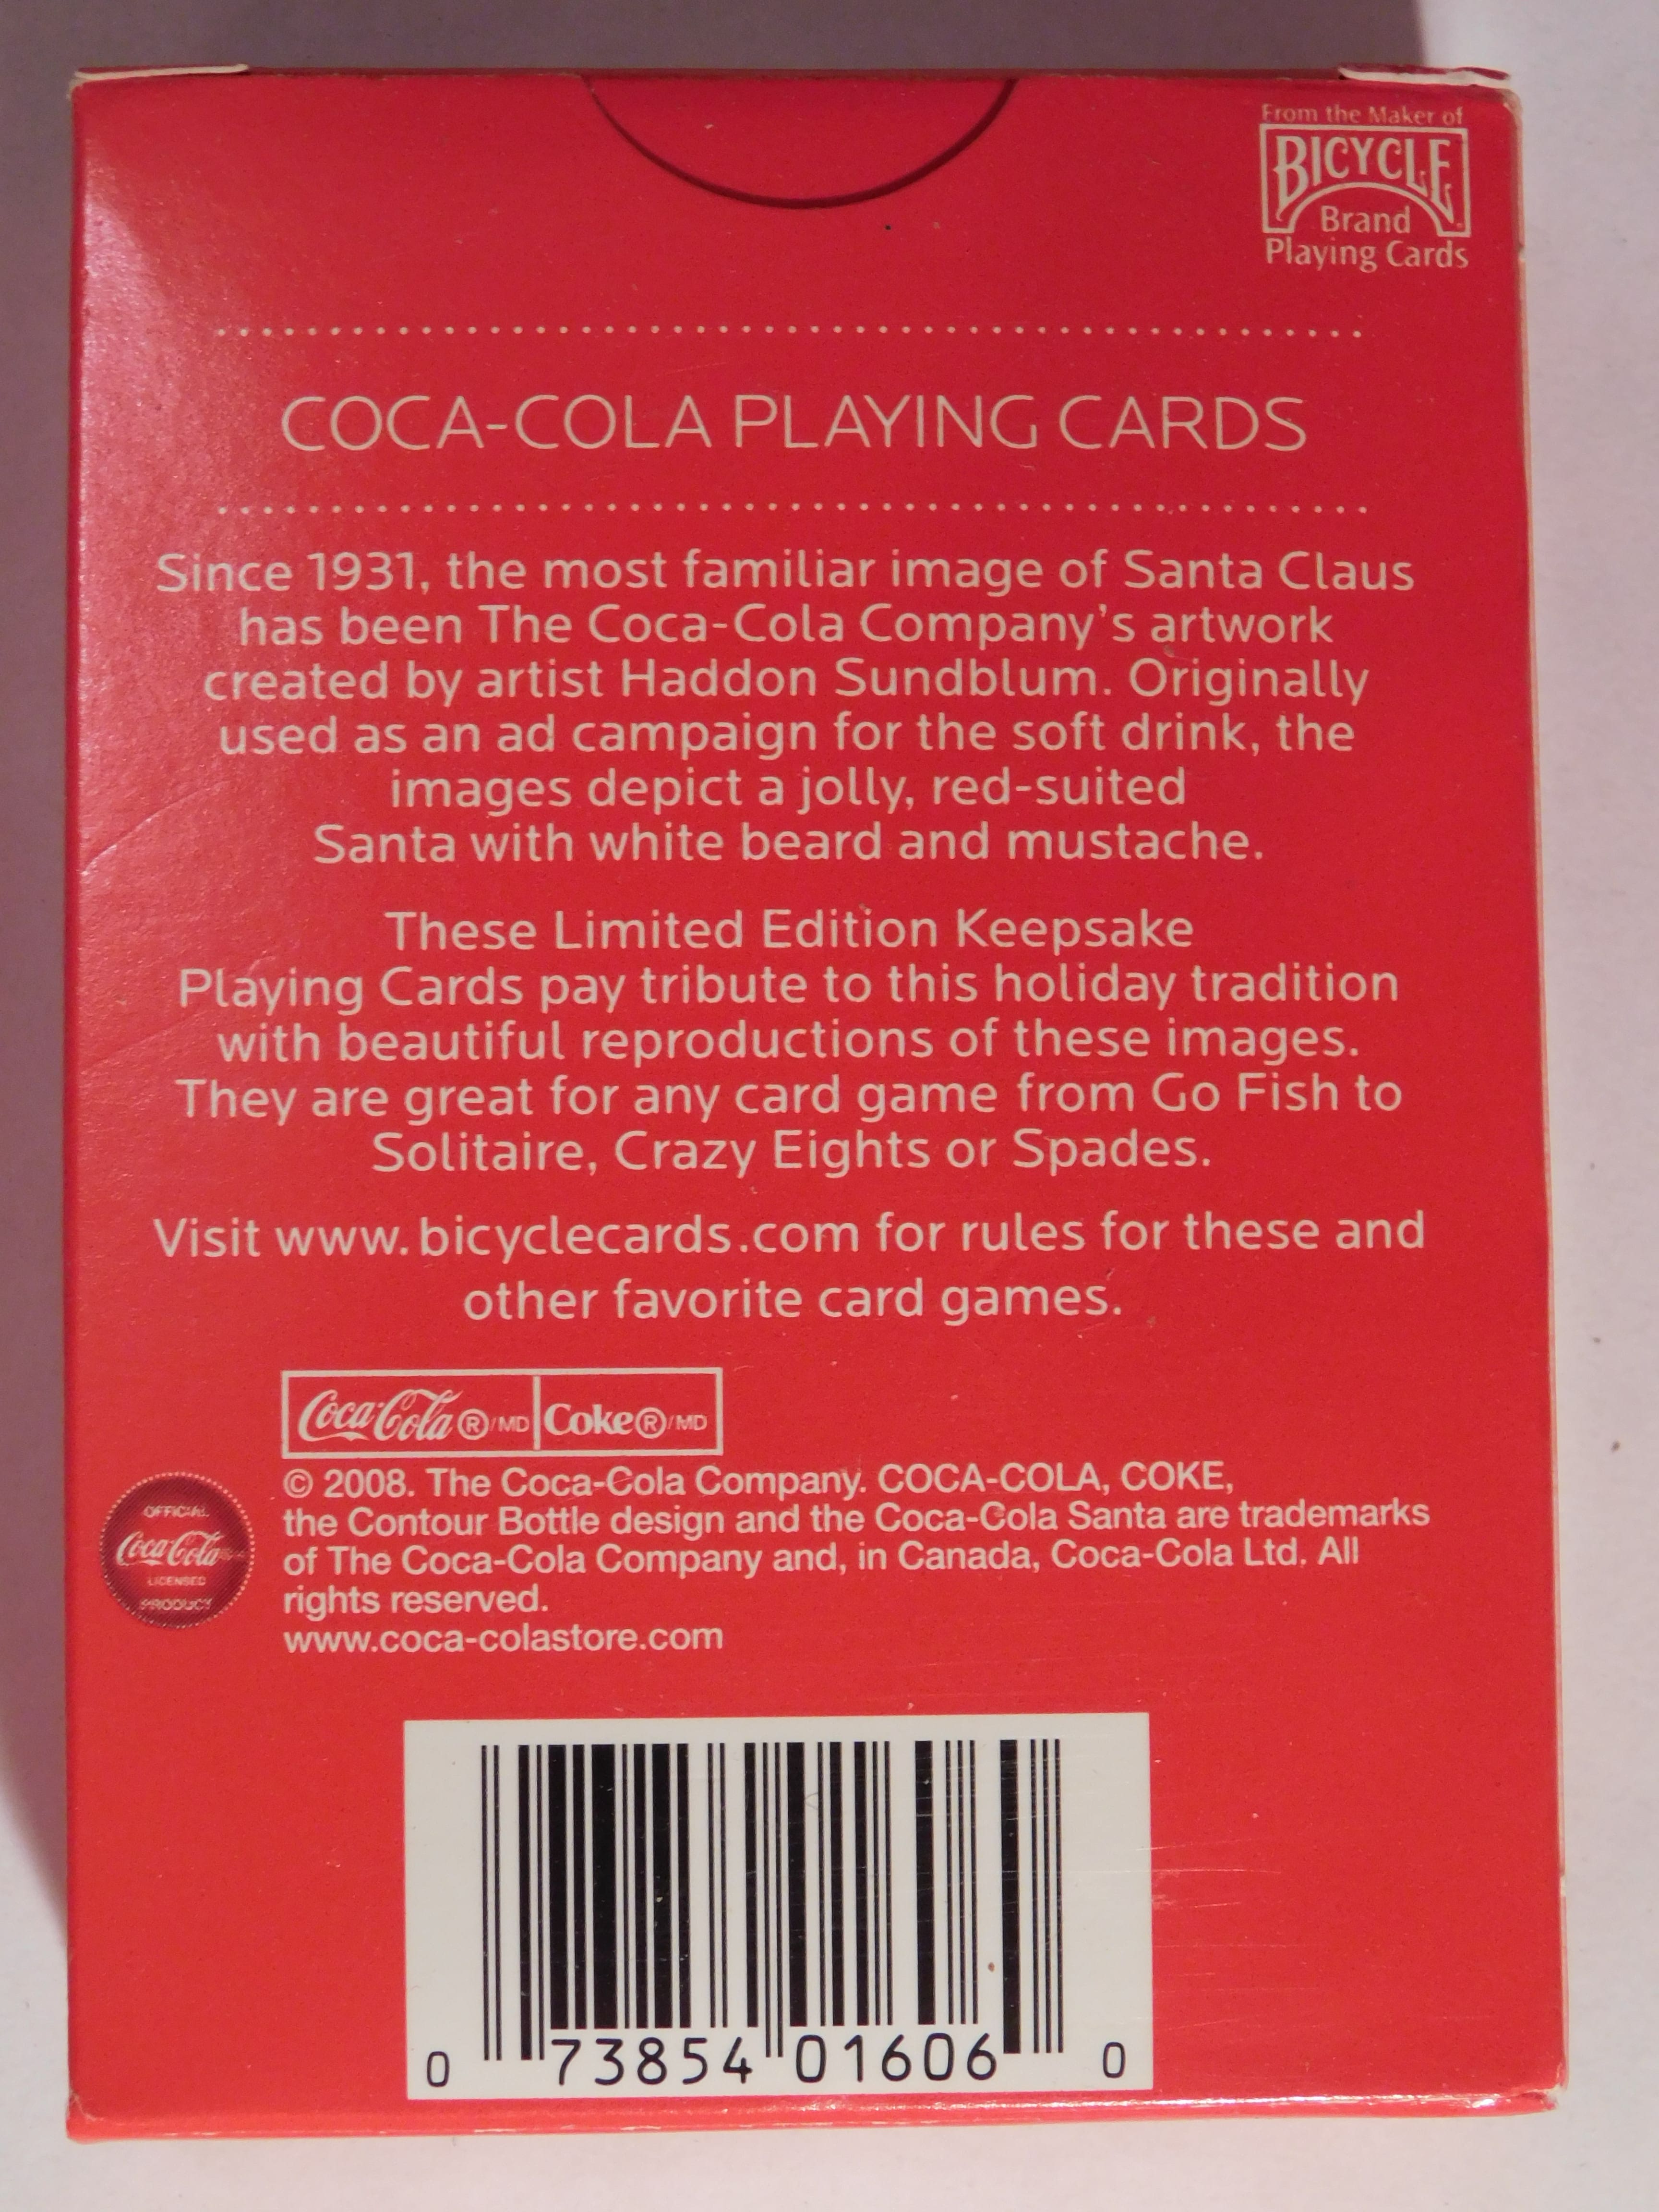 From the Maker of
BICYCLE
Brand
Playing Cards
COCA-COLA PLAYING CARDS
Since 1931, the most familiar image of Santa Claus
has been The Coca-Cola Company's artwork
created by artist Haddon Sundblum. Originally
used as an ad campaign for the soft drink, the
images depict a jolly, red-suited
Santa with white beard and mustache.
These Limited Edition Keepsake
Playing Cards pay tribute to this holiday tradition
with beautiful reproductions of these images.
They are great for any card game from Go Fish to
Solitaire, Crazy Eights or Spades.
Visit www.bicyclecards.com for rules for these and
other favorite card games.
Coca-Cola®/MD Coke®/MD
© 2008. The Coca-Cola Company. COCA-COLA, COKE,
the Contour Bottle design and the Coca-Cola Santa are trademarks
of The Coca-Cola Company and, in Canada, Coca-Cola Ltd. All
rights reserved.
www.coca-colastore.com
OFFICIAL
Coca-Cola
LICENSED
PRODUCT
0 73854 01606 0